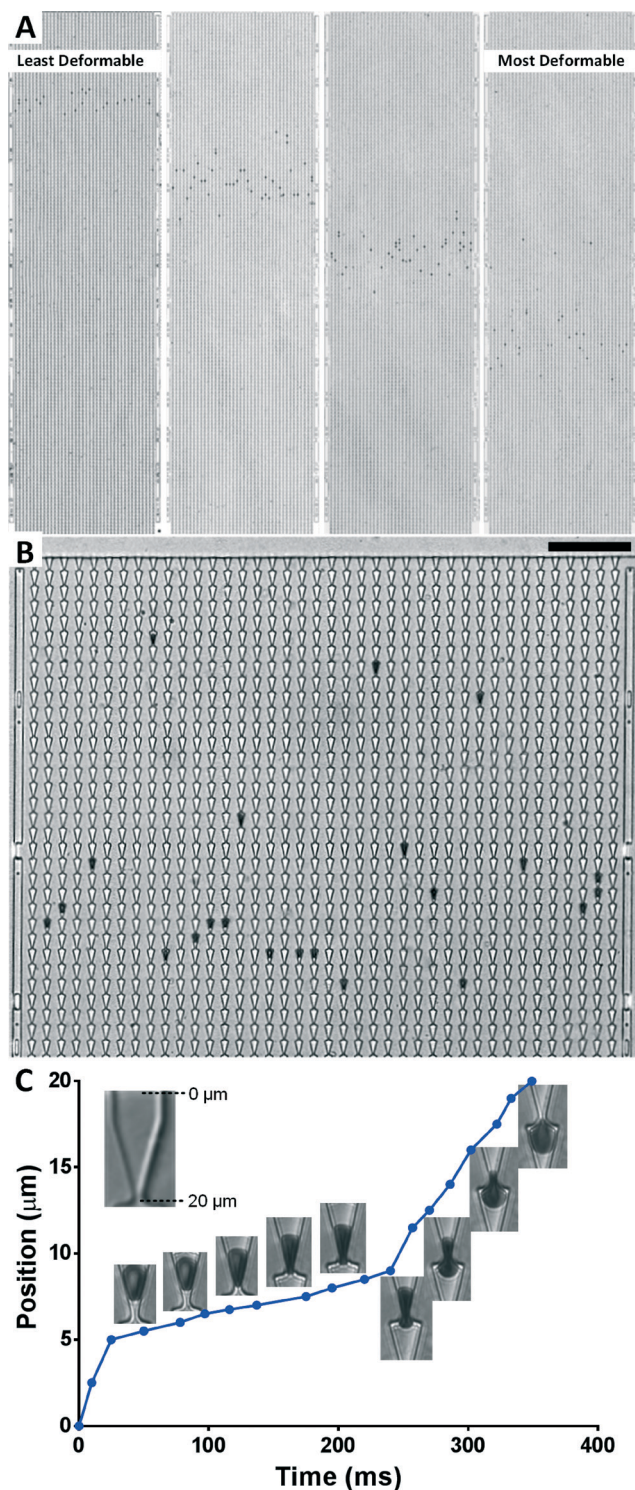 A
Least Deformable
Most Deformable
B
C
20
15
10
5
0
Position (μm)
0 μm
20 μm
0
100
200
300
400
Time (ms)